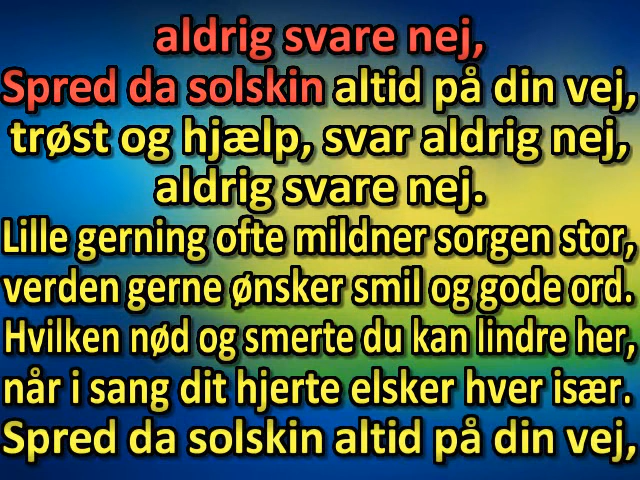 aldrig svare nej,
Spred da solskin altid på din vej,
trøst og hjælp, svar aldrig nej,
aldrig svare nej.
Lille gerning ofte mildner sorgen stor,
verden gerne ønsker smil og gode ord.
Hvilken nød og smerte du kan lindre her,
når i sang dit hjerte elsker hver især.
Spred da solskin altid på din vej,